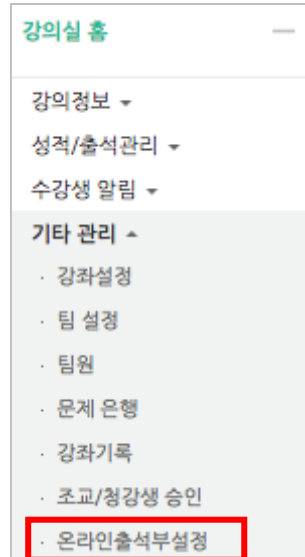 강의실 홈
강의정보
성적/출석관리
수강생 알림
기타 관리
· 강좌설정
· 팀 설정
· 팀원
· 문제 은행
· 강좌기록
· 조교/청강생 승인
· 온라인출석부설정